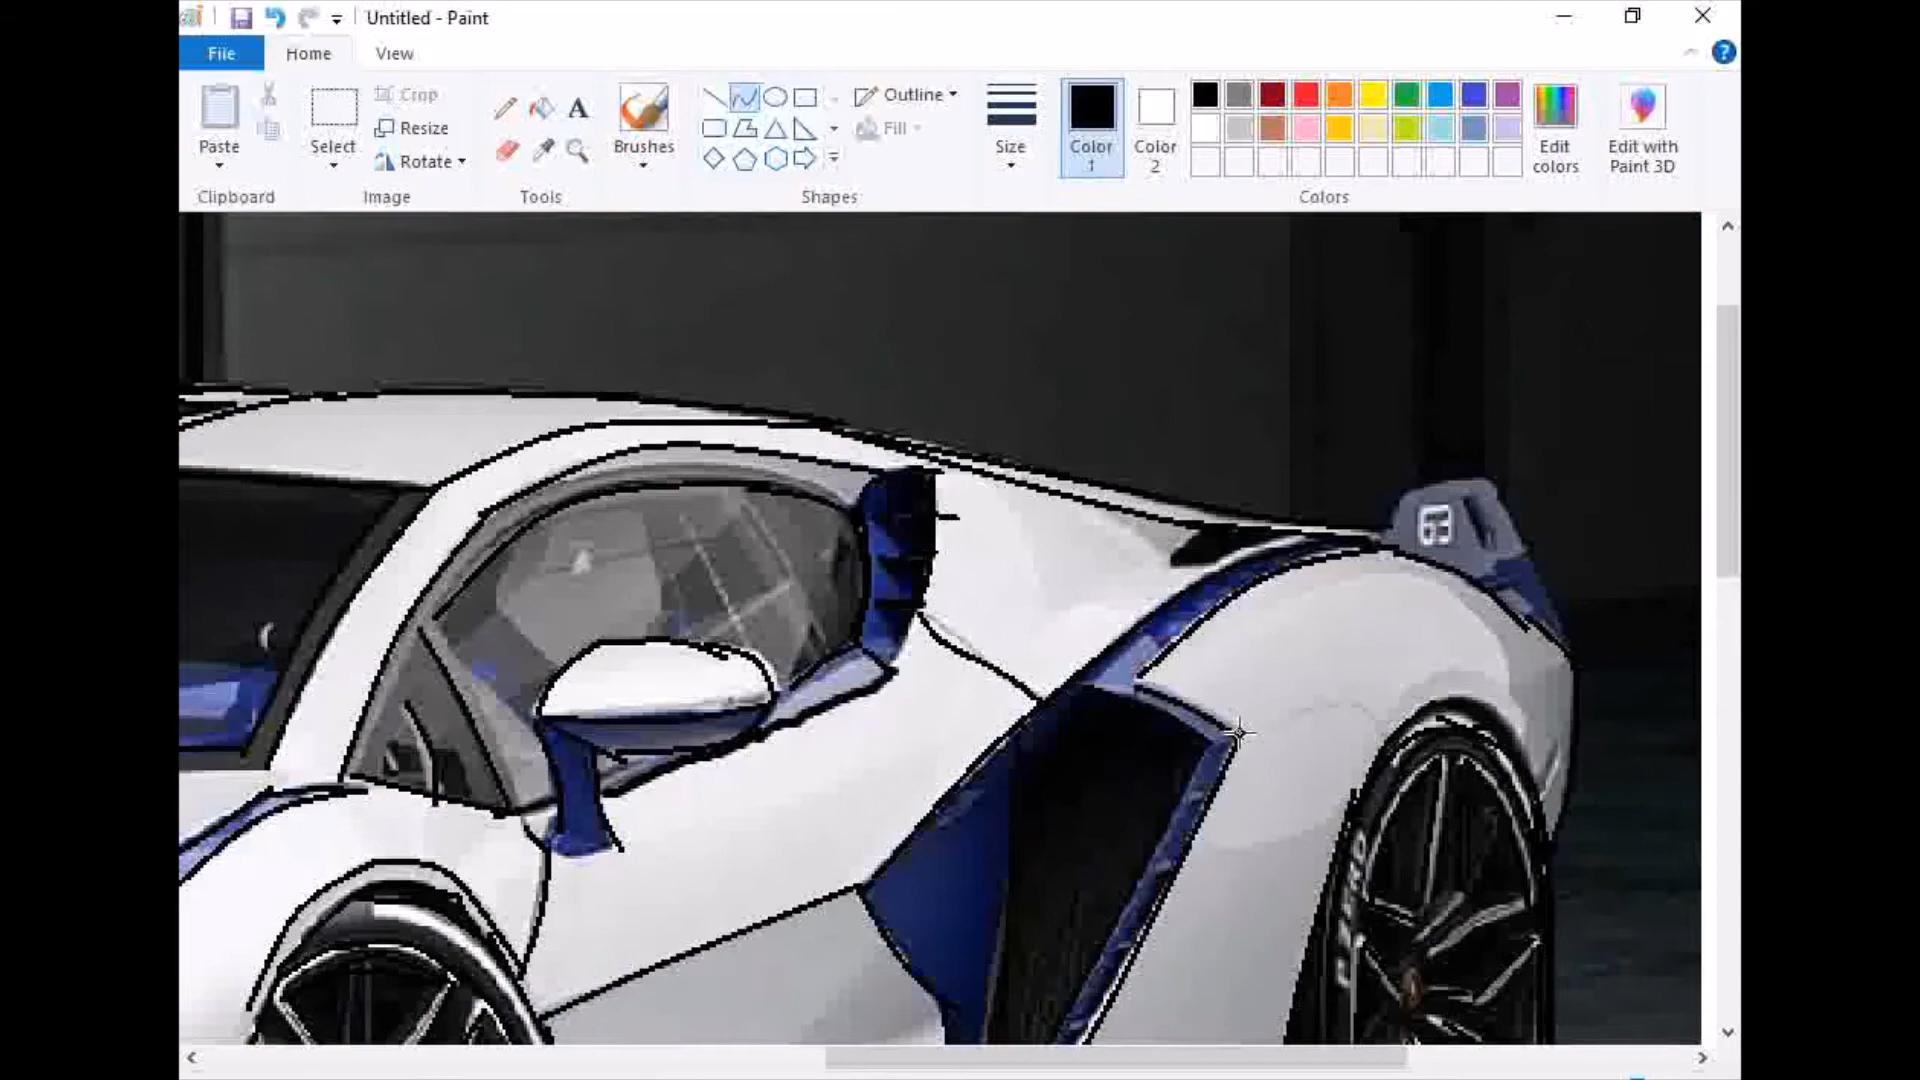 Untitled - Paint
File
Home
View
Paste
Clipboard
Select
Crop
Resize
Rotate
Image
A
Tools
Brushes
Outline
Fill
Shapes
Size
Color
1
Color
2
Edit
colors
Edit with
Paint 3D
Colors
?
63